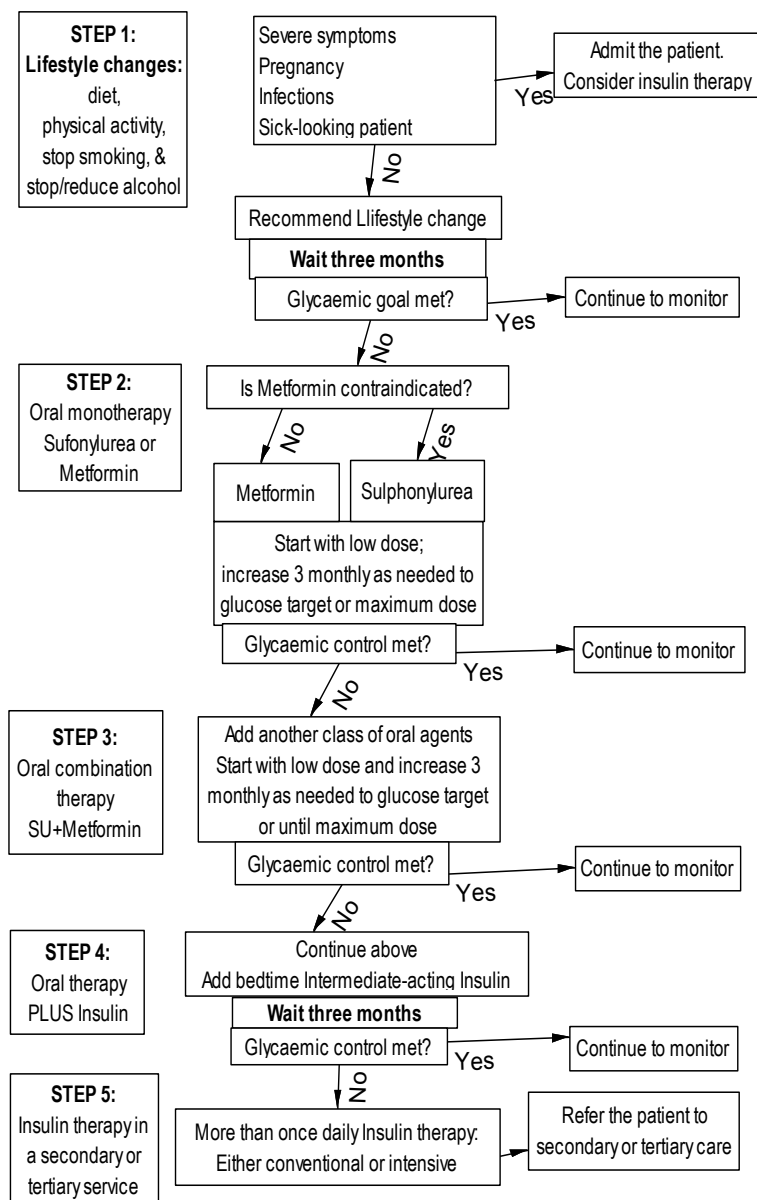 STEP 1:
Lifestyle changes:
diet,
physical activity,
stop smoking, &
stop/reduce alcohol
Severe symptoms
Pregnancy
Infections
Sick-looking patient
Yes
Admit the patient.
Consider insulin therapy
No
Recommend Llifestyle change
Wait three months
Glycaemic goal met?
Yes
Continue to monitor
No
STEP 2:
Oral monotherapy
Sufonylurea or
Metformin
Is Metformin contraindicated?
No
Yes
Metformin
Sulphonylurea
Start with low dose;
increase 3 monthly as needed to
glucose target or maximum dose
Glycaemic control met?
Yes
Continue to monitor
No
STEP 3:
Oral combination
therapy
SU+Metformin
Add another class of oral agents
Start with low dose and increase 3
monthly as needed to glucose target
or until maximum dose
Glycaemic control met?
Yes
Continue to monitor
No
STEP 4:
Oral therapy
PLUS Insulin
Continue above
Add bedtime Intermediate-acting Insulin
Wait three months
Glycaemic control met?
Yes
Continue to monitor
No
STEP 5:
Insulin therapy in
a secondary or
tertiary service
More than once daily Insulin therapy:
Either conventional or intensive
Refer the patient to
secondary or tertiary care